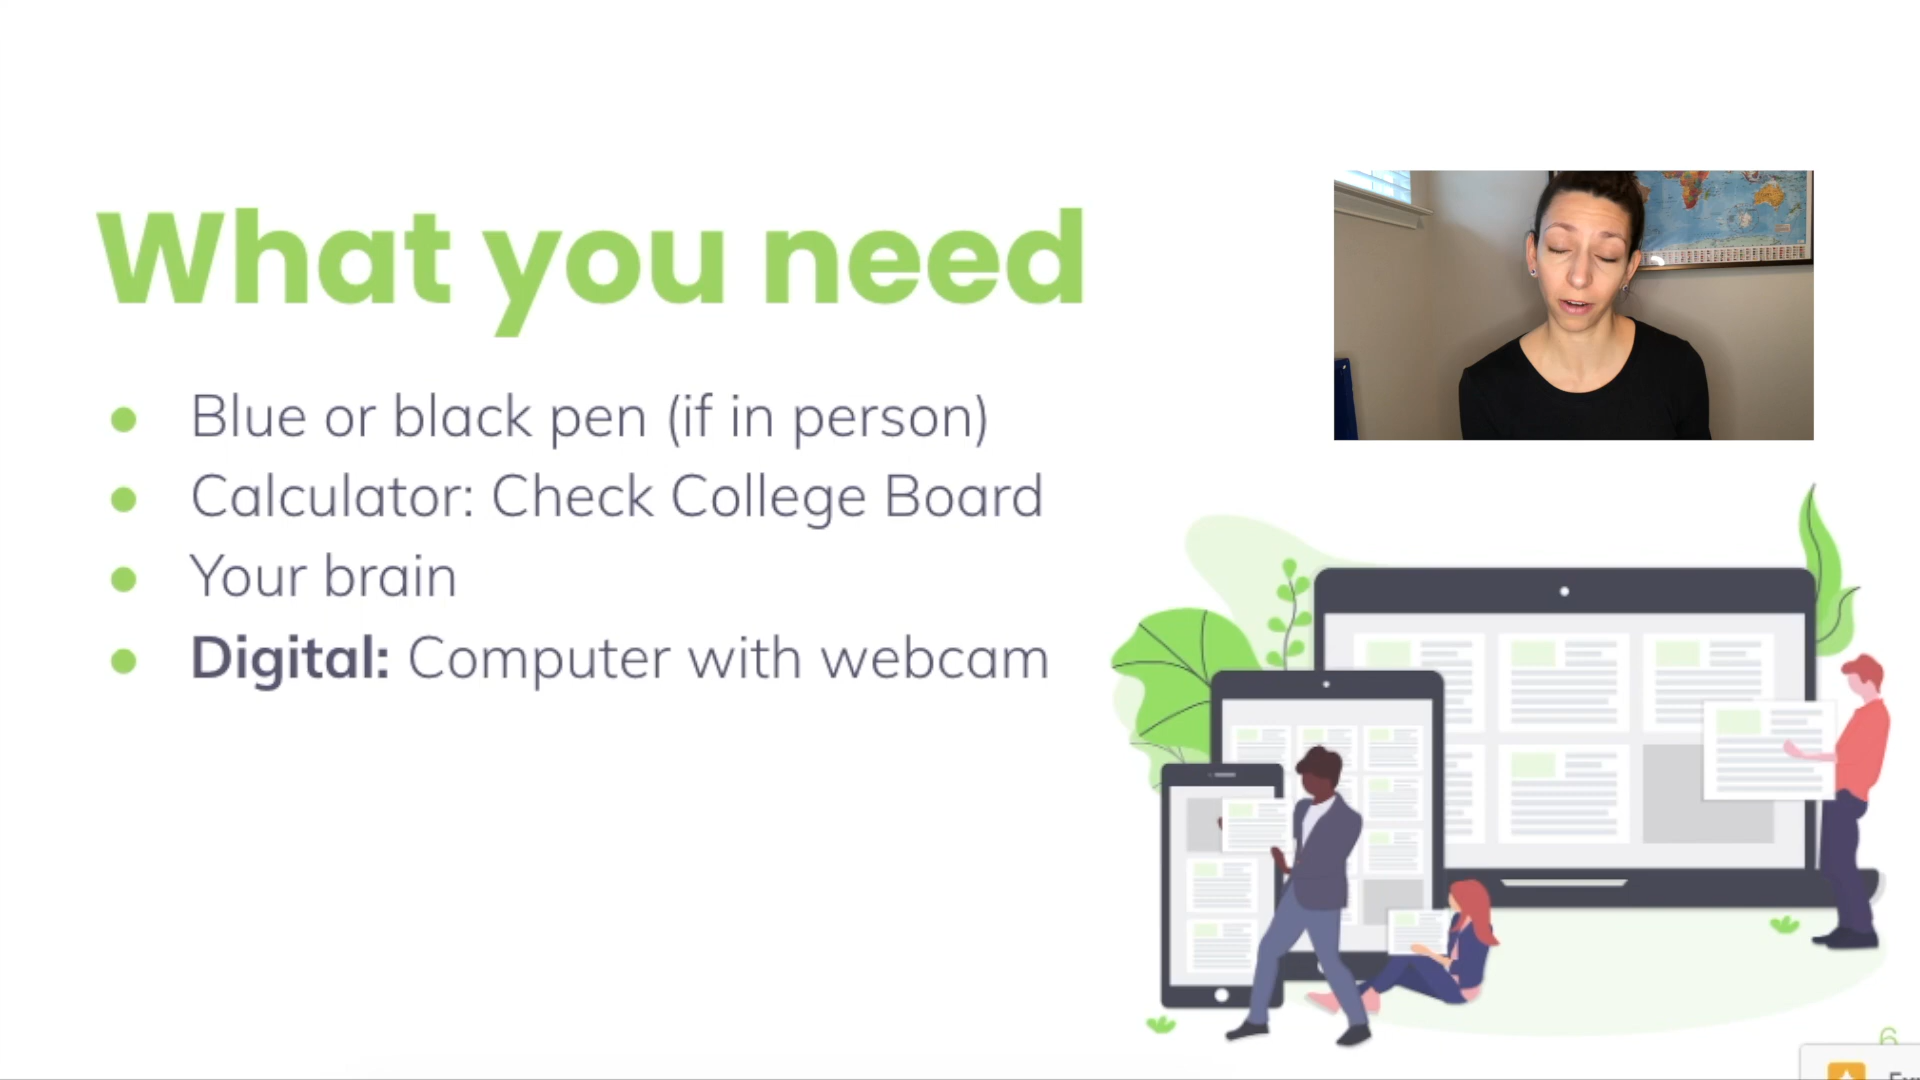 What you need
Blue or black pen (if in person)
Calculator: Check College Board
Your brain
Digital: Computer with webcam
6